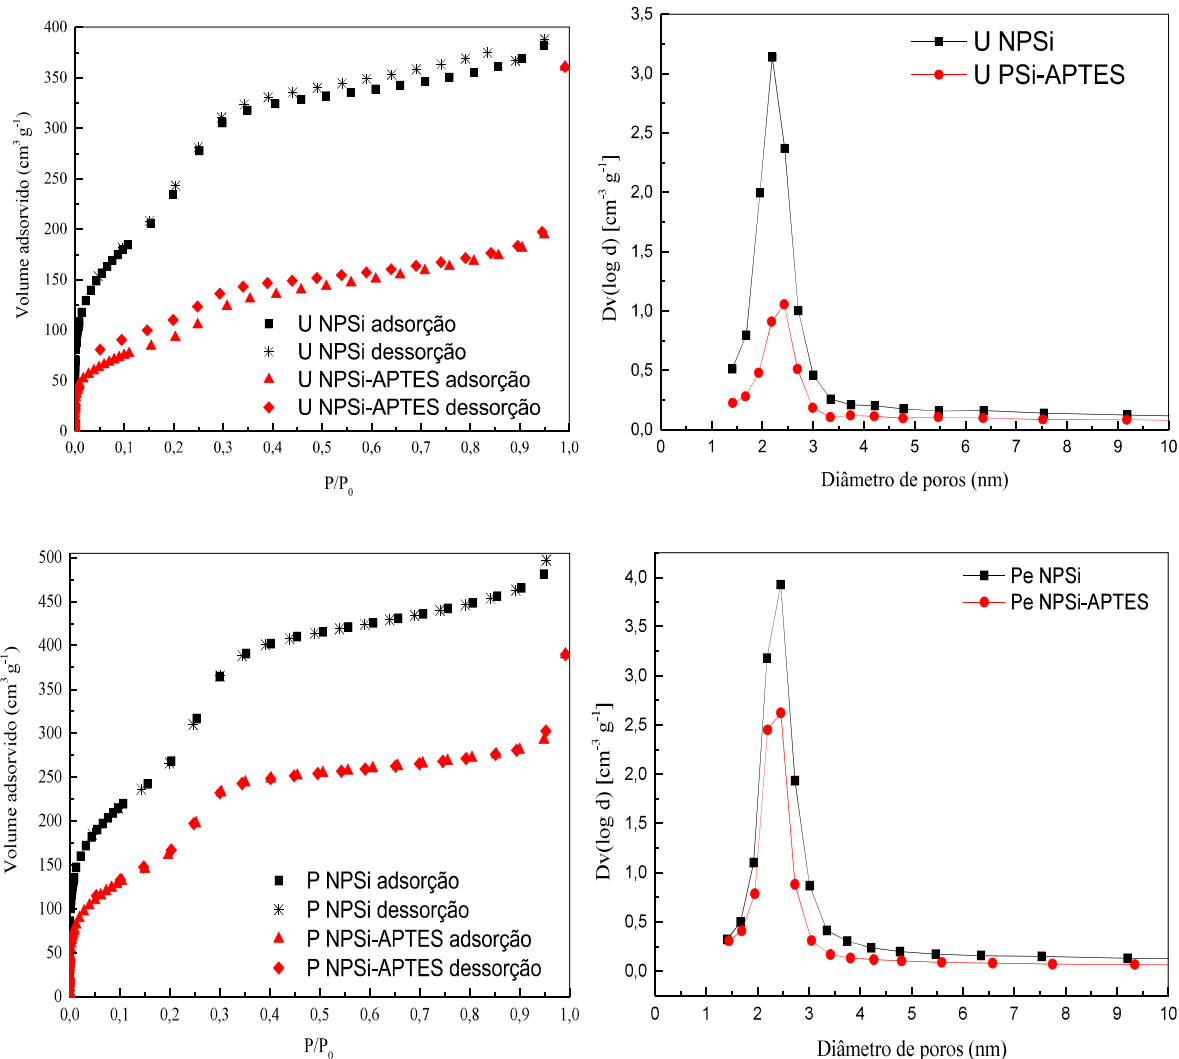 400
350
300
250
200
150
100
50
0
Volume adsorvido (cm³ g⁻¹)
U NPSi adsorção
U NPSi dessorção
U NPSi-APTES adsorção
U NPSi-APTES dessorção
0,0 0,1 0,2 0,3 0,4 0,5 0,6 0,7 0,8 0,9 1,0
P/P₀
3,5
3,0
2,5
2,0
1,5
1,0
0,5
0,0
Dv(log d) [cm⁻³ g⁻¹]
U NPSi
U PSi-APTES
0 1 2 3 4 5 6 7 8 9 10
Diâmetro de poros (nm)
500
450
400
350
300
250
200
150
100
50
0
Volume adsorvido (cm³ g⁻¹)
P NPSi adsorção
P NPSi dessorção
P NPSi-APTES adsorção
P NPSi-APTES dessorção
0,0 0,1 0,2 0,3 0,4 0,5 0,6 0,7 0,8 0,9 1,0
P/P₀
4,0
3,5
3,0
2,5
2,0
1,5
1,0
0,5
0,0
Dv(log d) [cm⁻³ g⁻¹]
Pe NPSi
Pe NPSi-APTES
0 1 2 3 4 5 6 7 8 9 10
Diâmetro de poros (nm)